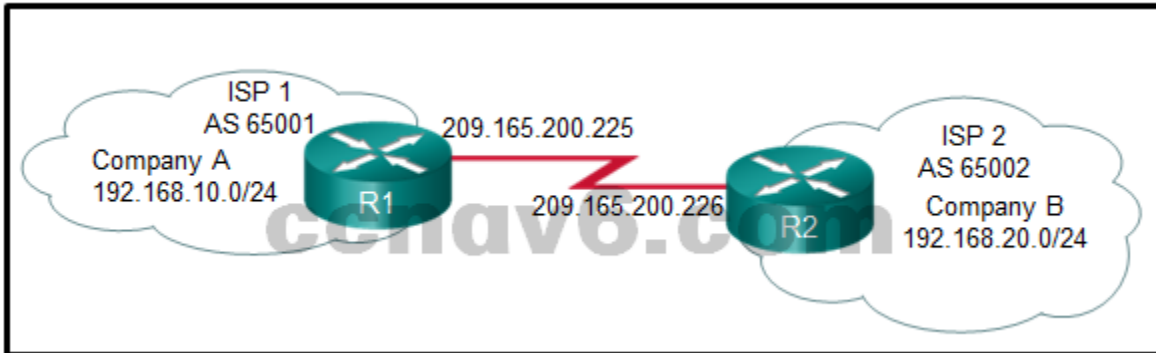 ISP 1
AS 65001
Company A
192.168.10.0/24
R1
209.165.200.225
209.165.200.226
ISP 2
AS 65002
Company B
192.168.20.0/24
R2
ccnav6.com